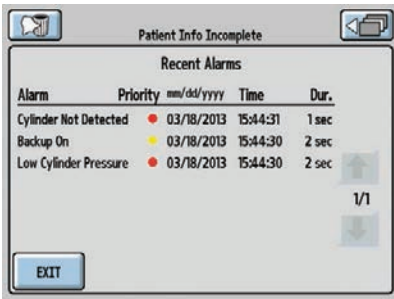 Patient Info Incomplete
Recent Alarms
Alarm Priority mm/dd/yyyy Time Dur.
Cylinder Not Detected 03/18/2013 15:44:31 1 sec
Backup On 03/18/2013 15:44:30 2 sec
Low Cylinder Pressure 03/18/2013 15:44:30 2 sec
1/1
EXIT